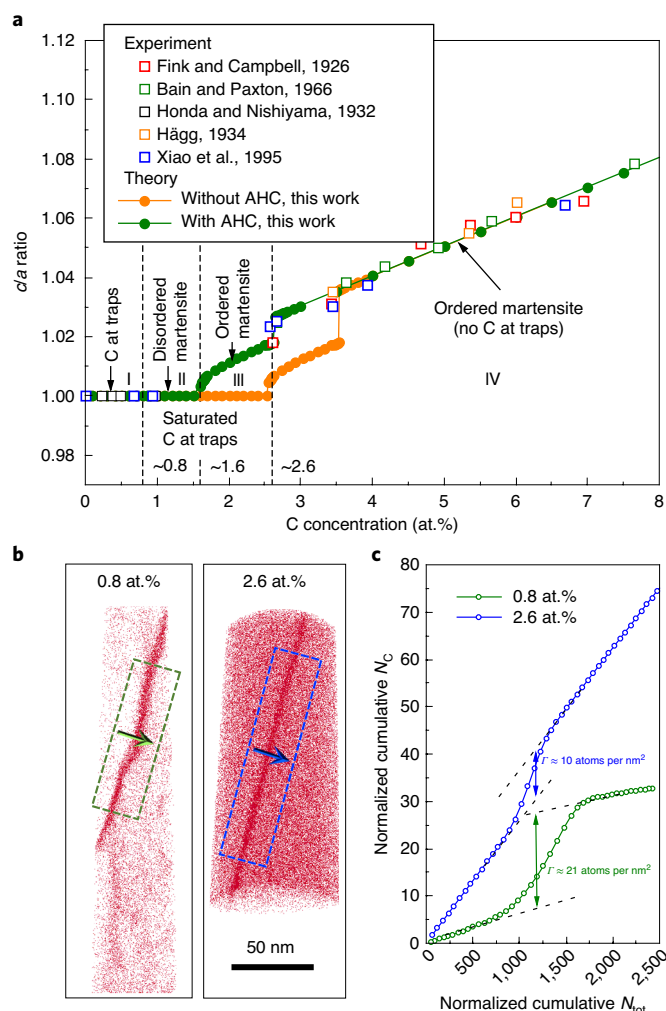 a
1.12
1.10
1.08
1.06
1.04
1.02
1.00
0.98
0.96
c/a ratio
Experiment
Fink and Campbell, 1926
Bain and Paxton, 1966
Honda and Nishiyama, 1932
Hägg, 1934
Xiao et al., 1995
Theory
Without AHC, this work
With AHC, this work
C at traps
Disordered
martensite
Ordered
martensite
I
II
III
IV
Saturated
C at traps
~0.8
~1.6
~2.6
Ordered martensite
(no C at traps)
0
1
2
3
4
5
6
7
8
C concentration (at.%)
b
0.8 at.%
2.6 at.%
50 nm
c
80
70
60
50
40
30
20
10
0
Normalized cumulative N_C
0.8 at.%
2.6 at.%
Γ ≈ 10 atoms per nm²
Γ ≈ 21 atoms per nm²
0
500
1,000
1,500
2,000
2,500
Normalized cumulative N_tot